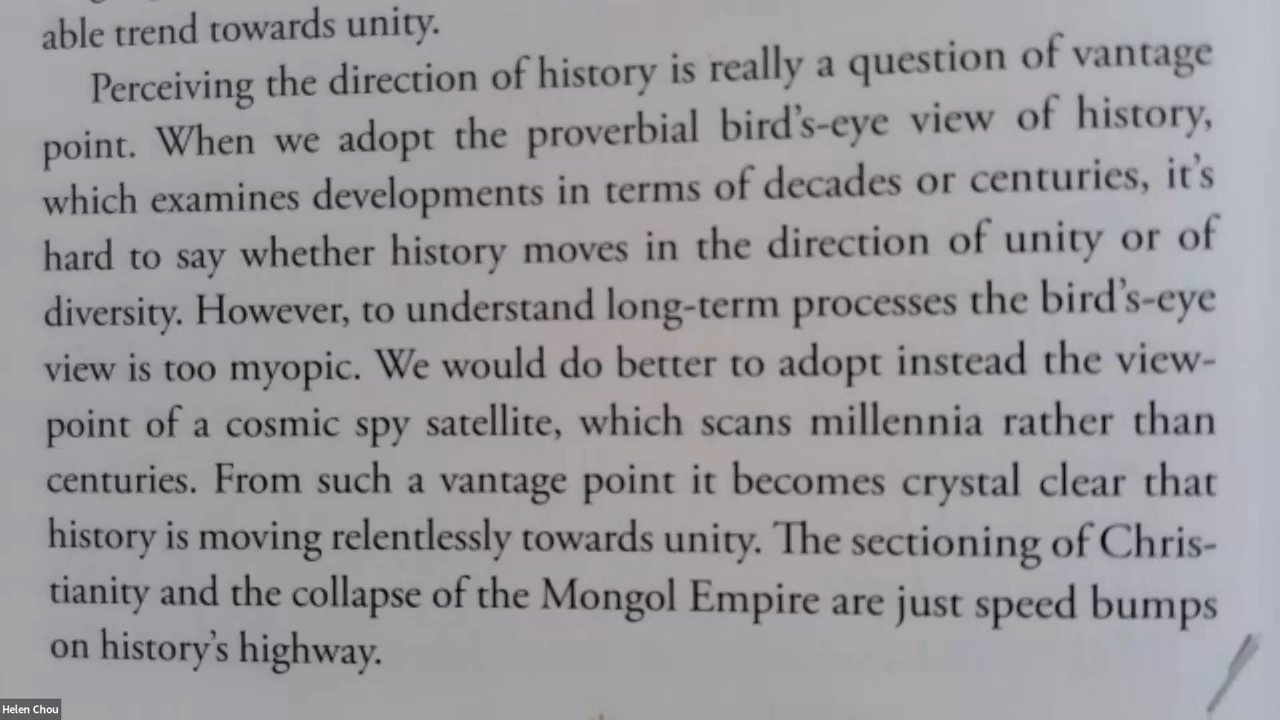 able trend towards unity.
Perceiving the direction of history is really a question of vantage
point. When we adopt the proverbial bird's-eye view of history,
which examines developments in terms of decades or centuries, it's
hard to say whether history moves in the direction of unity or of
diversity. However, to understand long-term processes the bird's-eye
view is too myopic. We would do better to adopt instead the view-
point of a cosmic spy satellite, which scans millennia rather than
centuries. From such a vantage point it becomes crystal clear that
history is moving relentlessly towards unity. The sectioning of Chris-
tianity and the collapse of the Mongol Empire are just speed bumps
on history's highway.
Helen Chou